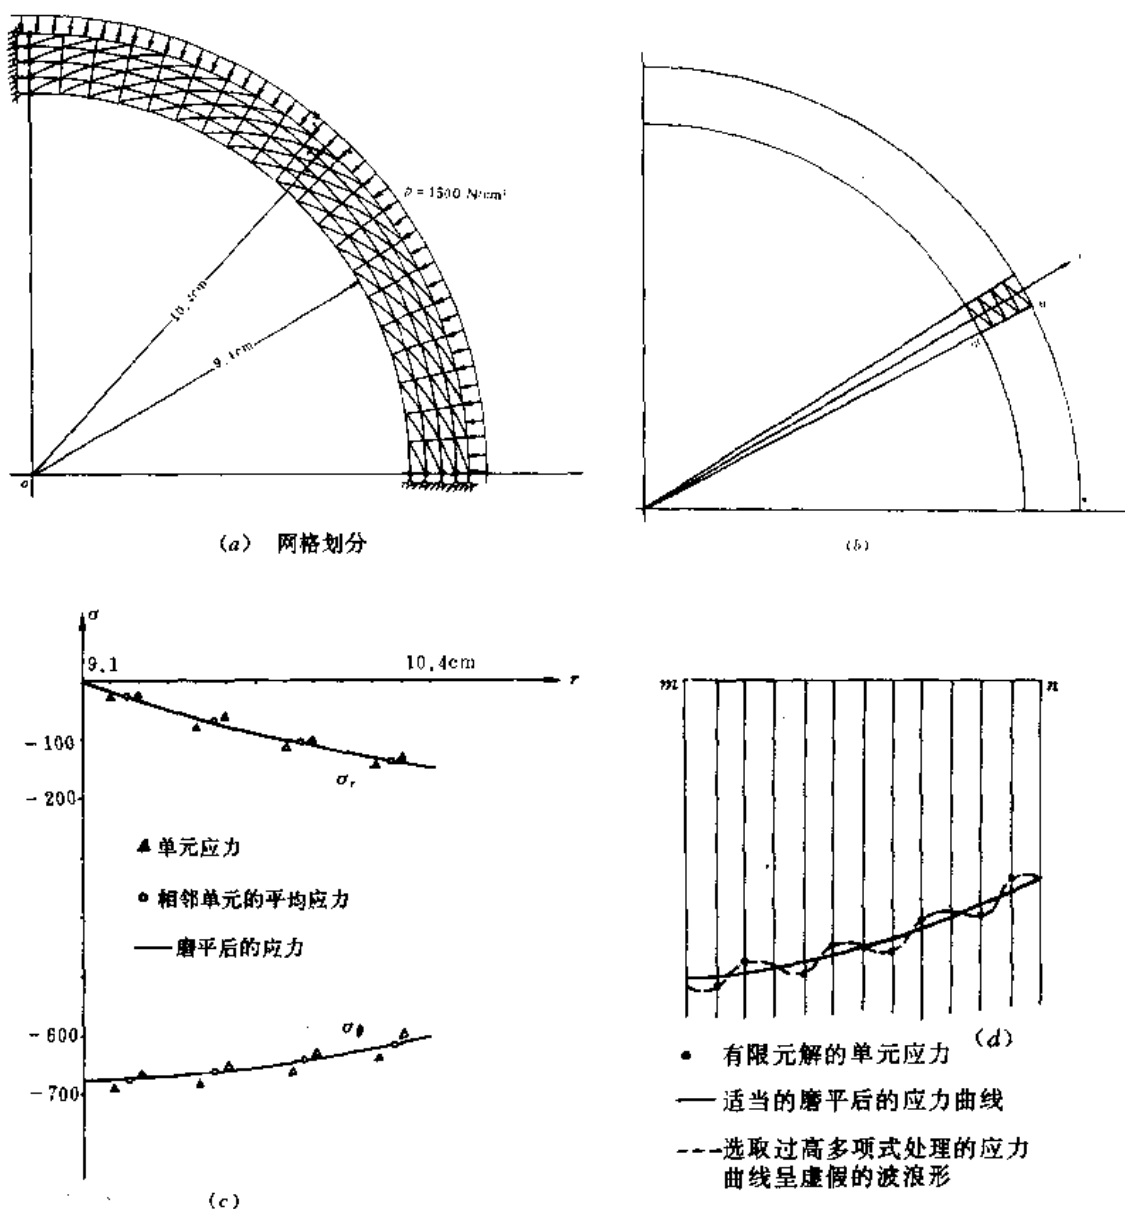 p = 1500 N/cm²
10.4cm
9.1cm
o
(a) 网格划分
n
m
(b)
σ
9.1
10.4cm
r
-100
σr
-200
单元应力
相邻单元的平均应力
磨平后的应力
-600
σϕ
-700
(c)
m
n
(d)
有限元解的单元应力
适当的磨平后的应力曲线
选取过高多项式处理的应力
曲线呈虚假的波浪形